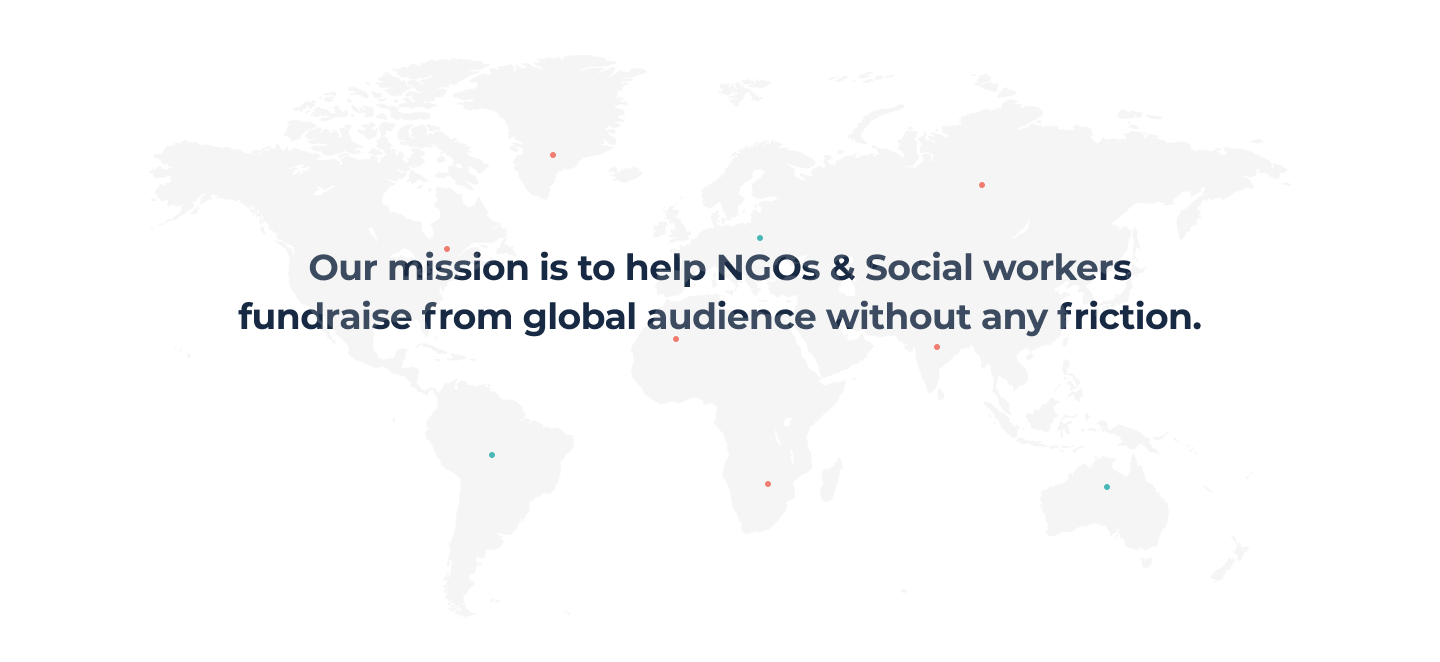 Our mission is to help NGOs & Social workers
fundraise from global audience without any friction.